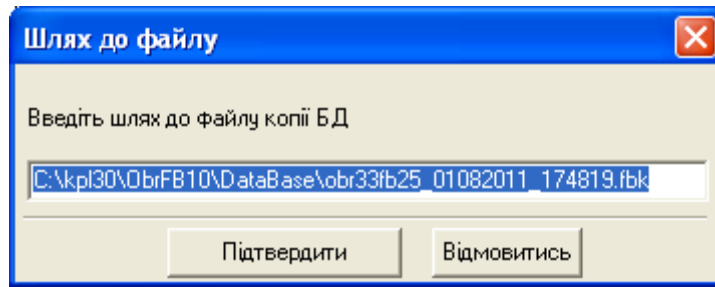 Шлях до файлу
Введіть шлях до файлу копії БД
C:\kpl30\ObrFB10\DataBase\obr33fb25_01082011_174819.fbk
Підтвердити
Відмовитись